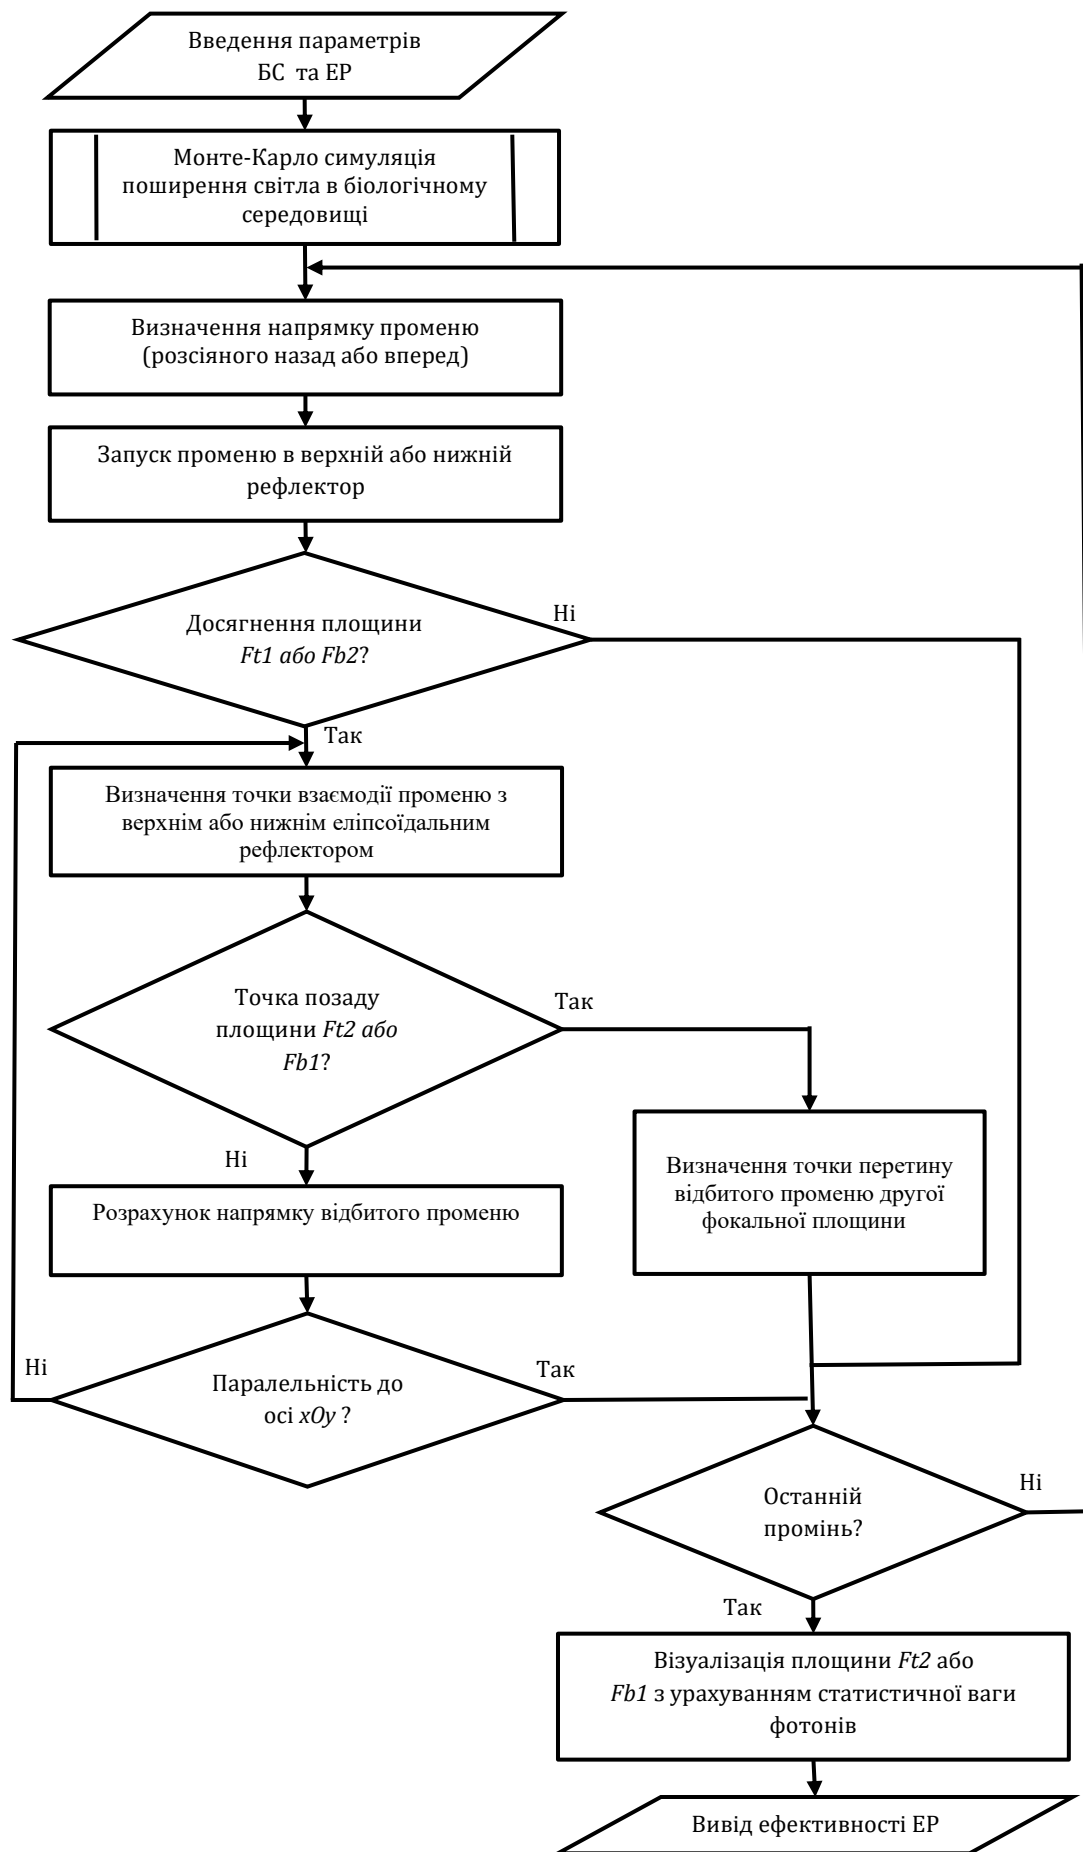 Введення параметрів
БС та ЕР
Монте-Карло симуляція
поширення світла в біологічному
середовищі
Визначення напрямку променю
(розсіяного назад або вперед)
Запуск променю в верхній або нижній
рефлектор
Ні
Досягнення площини
Ft1 або Fb2?
Так
Визначення точки взаємодії променю з
верхнім або нижнім еліпсоїдальним
рефлектором
Точка позаду
площини Ft2 або
Fb1?
Так
Ні
Визначення точки перетину
відбитого променю другої
фокальної площини
Розрахунок напрямку відбитого променю
Ні
Паралельність до
осі xOy ?
Так
Останній
промінь?
Ні
Так
Візуалізація площини Ft2 або
Fb1 з урахуванням статистичної ваги
фотонів
Вивід ефективності ЕР